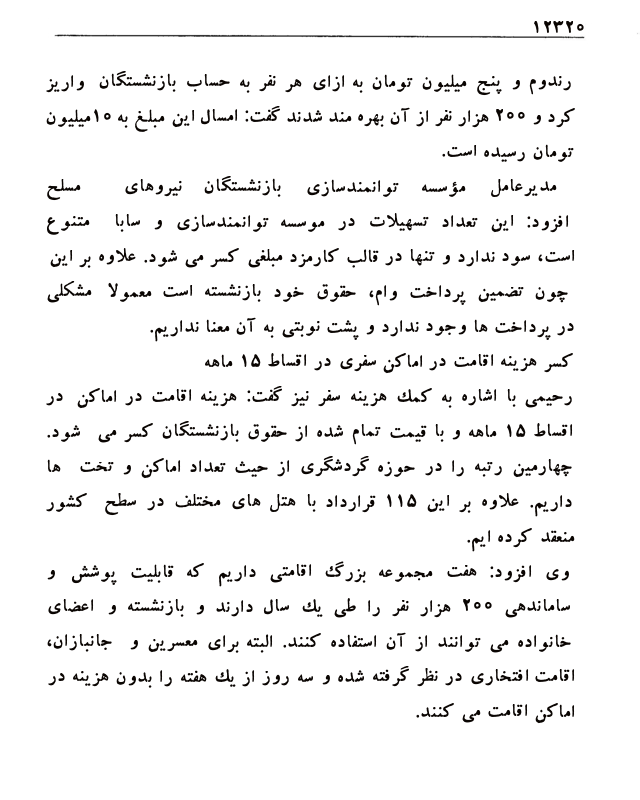 ۱۲۳۲۰
رندوم و پنج میلیون تومان به ازای هر نفر به حساب بازنشستگان واریز
کرد و ۲۰۰ هزار نفر از آن بهره مند شدند گفت: امسال این مبلغ به ۱۰میلیون
تومان رسیده است.
مدیرعامل مؤسسه توانمندسازی بازنشستگان نیروهای مسلح
افزود: این تعداد تسهیلات در موسسه توانمندسازی و سابا متنوع
است، سود ندارد و تنها در قالب کارمزد مبلغی کسر می شود. علاوه بر این
چون تضمین پرداخت وام، حقوق خود بازنشسته است معمولا مشکلی
در پرداخت ها وجود ندارد و پشت نوبتی به آن معنا نداریم.
کسر هزینه اقامت در اماکن سفری در اقساط ۱۵ ماهه
رحیمی با اشاره به کمک هزینه سفر نیز گفت: هزینه اقامت در اماکن در
اقساط ۱۵ ماهه و با قیمت تمام شده از حقوق بازنشستگان کسر می شود.
چهارمین رتبه را در حوزه گردشگری از حیث تعداد اماکن و تخت ها
داریم. علاوه بر این ۱۱۵ قرارداد با هتل های مختلف در سطح کشور
منعقد کرده ایم.
وی افزود: هفت مجموعه بزرگ اقامتی داریم که قابلیت پوشش و
ساماندهی ۲۰۰ هزار نفر را طی یک سال دارند و بازنشسته و اعضای
خانواده می توانند از آن استفاده کنند. البته برای معسرین و جانبازان،
اقامت افتخاری در نظر گرفته شده و سه روز از یک هفته را بدون هزینه در
اماکن اقامت می کنند.